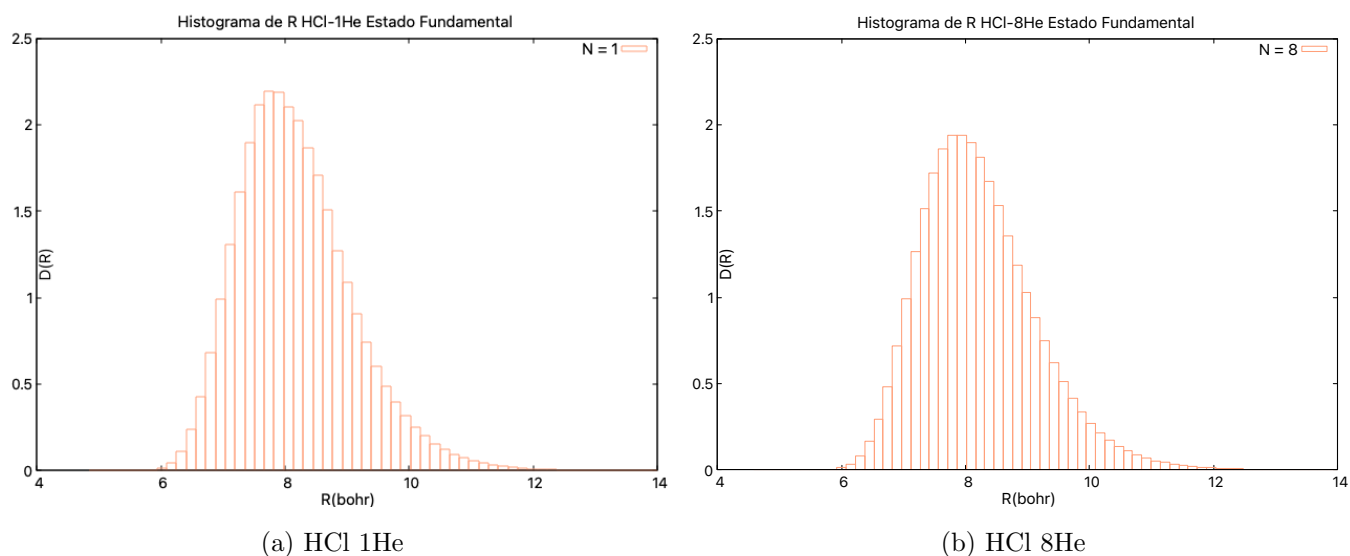 Histograma de R HCl-1He Estado Fundamental
2.5
2
1.5
1
0.5
0
D(R)
N = 1
4 6 8 10 12 14
R(bohr)
(a) HCl 1He
Histograma de R HCl-8He Estado Fundamental
2.5
2
1.5
1
0.5
0
D(R)
N = 8
4 6 8 10 12 14
R(bohr)
(b) HCl 8He